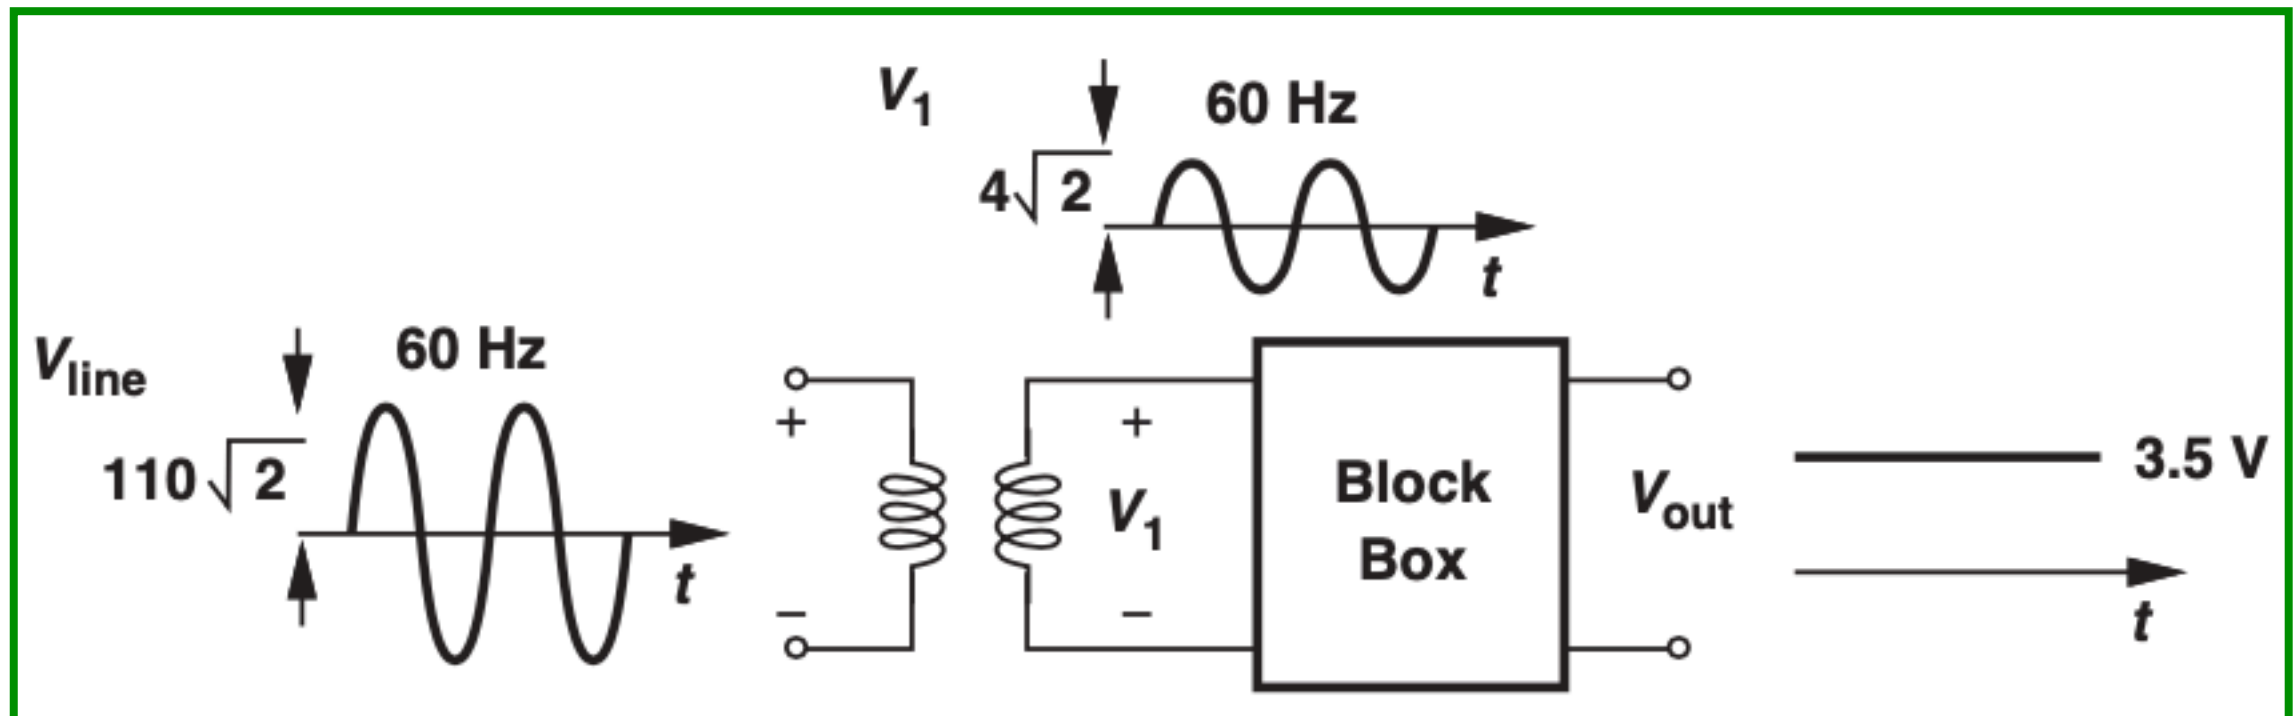 V1
60 Hz
4√2
t
Vline
60 Hz
110√2
t
+
−
+
V1
−
Block
Box
Vout
3.5 V
t